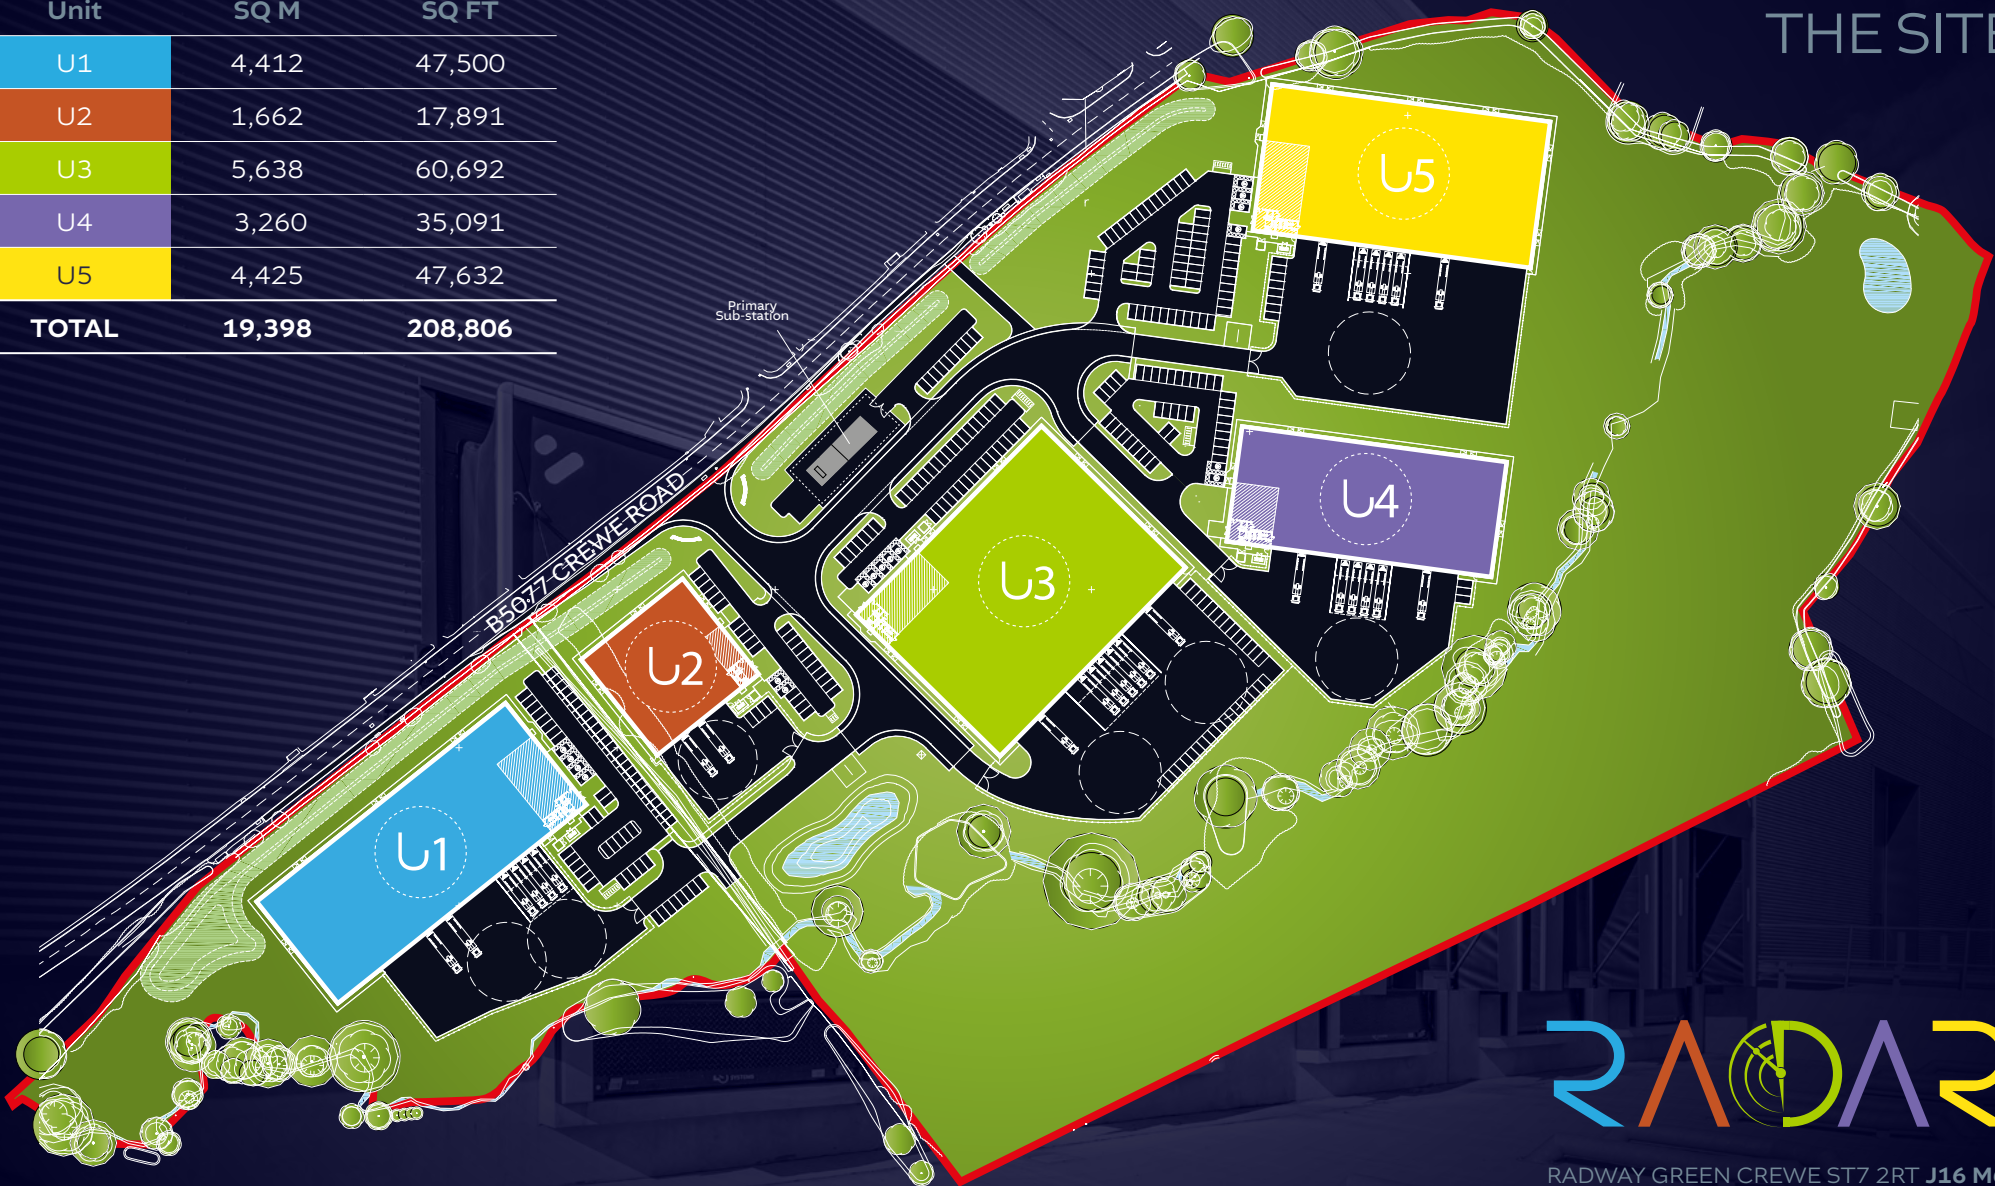 Unit SQ M SQ FT
U1 4,412 47,500
U2 1,662 17,891
U3 5,638 60,692
U4 3,260 35,091
U5 4,425 47,632
TOTAL 19,398 208,806
THE SITE
U5
Primary
Sub-station
U4
B5077 CREWE ROAD
U3
U2
U1
RADAR
RADWAY GREEN CREWE ST7 2RT J16